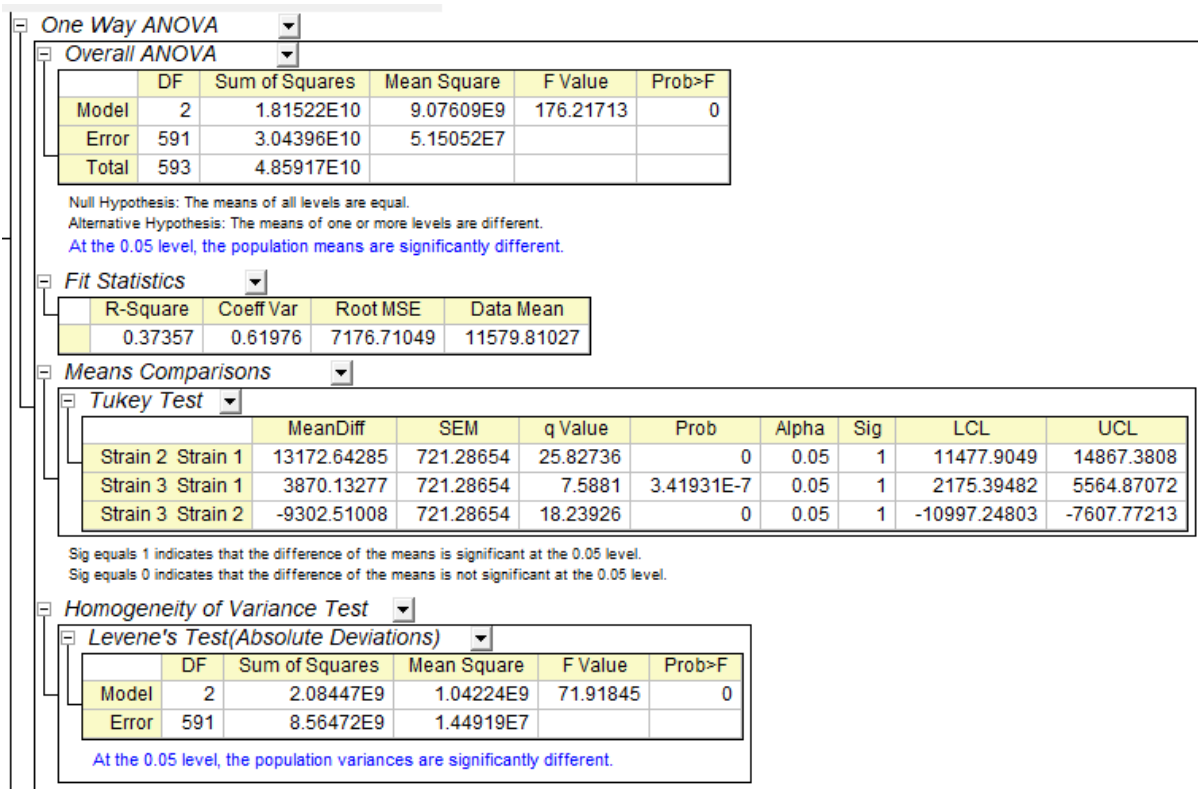 One Way ANOVA
Overall ANOVA
DF Sum of Squares Mean Square F Value Prob>F
Model 2 1.81522E10 9.07609E9 176.21713 0
Error 591 3.04396E10 5.15052E7
Total 593 4.85917E10
Null Hypothesis: The means of all levels are equal.
Alternative Hypothesis: The means of one or more levels are different.
At the 0.05 level, the population means are significantly different.
Fit Statistics
R-Square Coeff Var Root MSE Data Mean
0.37357 0.61976 7176.71049 11579.81027
Means Comparisons
Tukey Test
MeanDiff SEM q Value Prob Alpha Sig LCL UCL
Strain 2 Strain 1 13172.64285 721.28654 25.82736 0 0.05 1 11477.9049 14867.3808
Strain 3 Strain 1 3870.13277 721.28654 7.5881 3.41931E-7 0.05 1 2175.39482 5564.87072
Strain 3 Strain 2 -9302.51008 721.28654 18.23926 0 0.05 1 -10997.24803 -7607.77213
Sig equals 1 indicates that the difference of the means is significant at the 0.05 level.
Sig equals 0 indicates that the difference of the means is not significant at the 0.05 level.
Homogeneity of Variance Test
Levene's Test(Absolute Deviations)
DF Sum of Squares Mean Square F Value Prob>F
Model 2 2.08447E9 1.04224E9 71.91845 0
Error 591 8.56472E9 1.44919E7
At the 0.05 level, the population variances are significantly different.